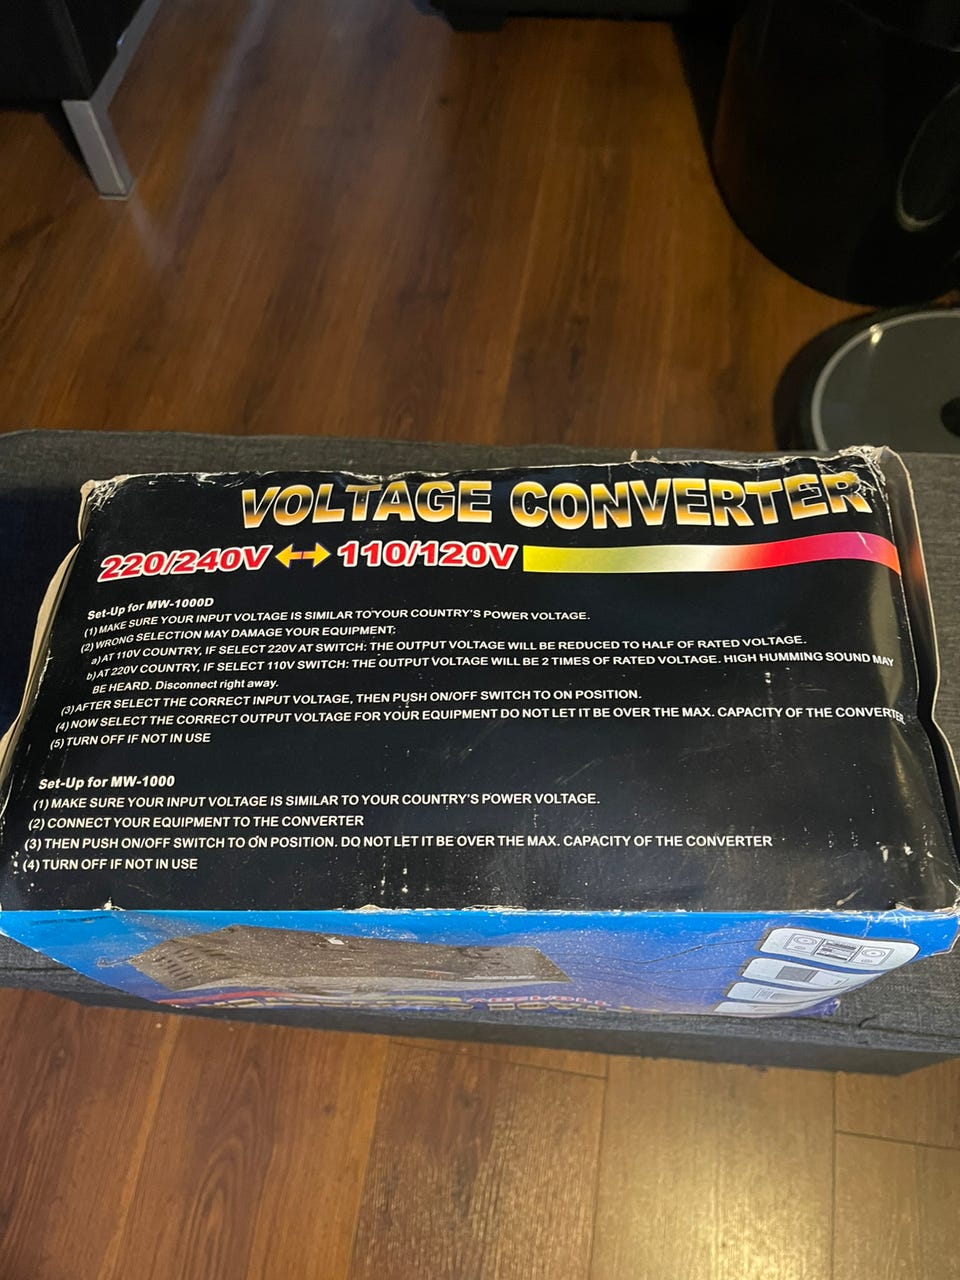 VOLTAGE CONVERTER
220/240V 110/120V
Set-Up for MW-1000D
(1) MAKE SURE YOUR INPUT VOLTAGE IS SIMILAR TO YOUR COUNTRY'S POWER VOLTAGE.
(2) WRONG SELECTION MAY DAMAGE YOUR EQUIPMENT:
a) AT 110V COUNTRY, IF SELECT 220V AT SWITCH: THE OUTPUT VOLTAGE WILL BE REDUCED TO HALF OF RATED VOLTAGE.
b) AT 220V COUNTRY, IF SELECT 110V SWITCH: THE OUTPUT VOLTAGE WILL BE 2 TIMES OF RATED VOLTAGE. HIGH HUMMING SOUND MAY
BE HEARD. Disconnect right away.
(3) AFTER SELECT THE CORRECT INPUT VOLTAGE, THEN PUSH ON/OFF SWITCH TO ON POSITION.
(4) NOW SELECT THE CORRECT OUTPUT VOLTAGE FOR YOUR EQUIPMENT DO NOT LET IT BE OVER THE MAX. CAPACITY OF THE CONVERTER
(5) TURN OFF IF NOT IN USE
Set-Up for MW-1000
(1) MAKE SURE YOUR INPUT VOLTAGE IS SIMILAR TO YOUR COUNTRY'S POWER VOLTAGE.
(2) CONNECT YOUR EQUIPMENT TO THE CONVERTER
(3) THEN PUSH ON/OFF SWITCH TO ON POSITION. DO NOT LET IT BE OVER THE MAX. CAPACITY OF THE CONVERTER
(4) TURN OFF IF NOT IN USE